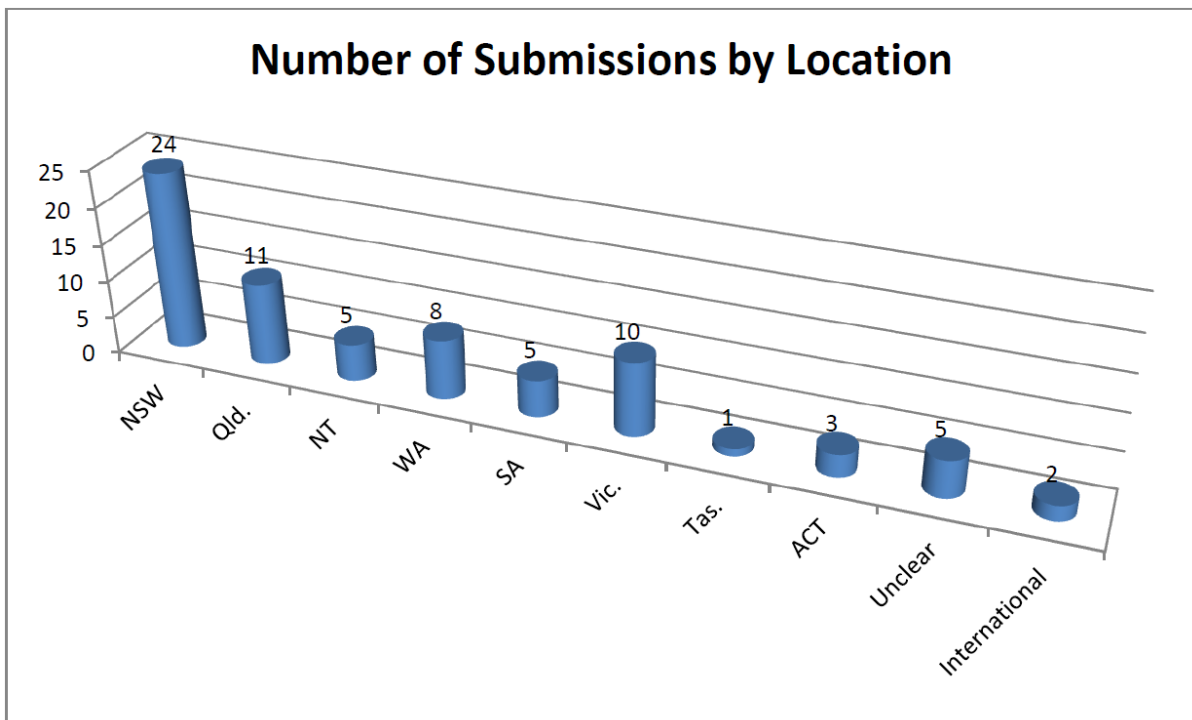 Number of Submissions by Location
25
20
15
10
5
0
24
11
5
8
5
10
1
3
5
2
NSW
Qld.
NT
WA
SA
Vic.
Tas.
ACT
Unclear
International